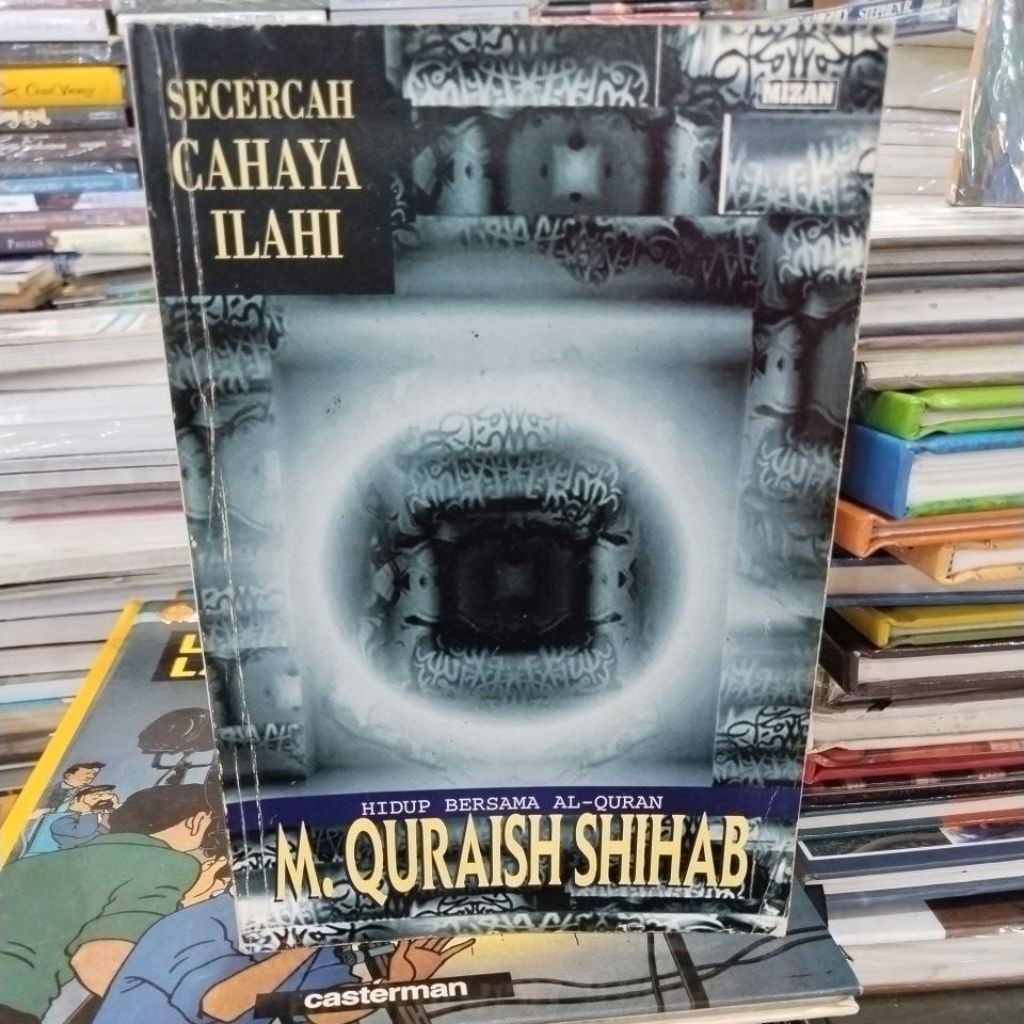 SECERCAH
CAHAYA
ILAHI
MIZAN
HIDUP BERSAMA AL-QURAN
M. QURAISH SHIHAB
casterman